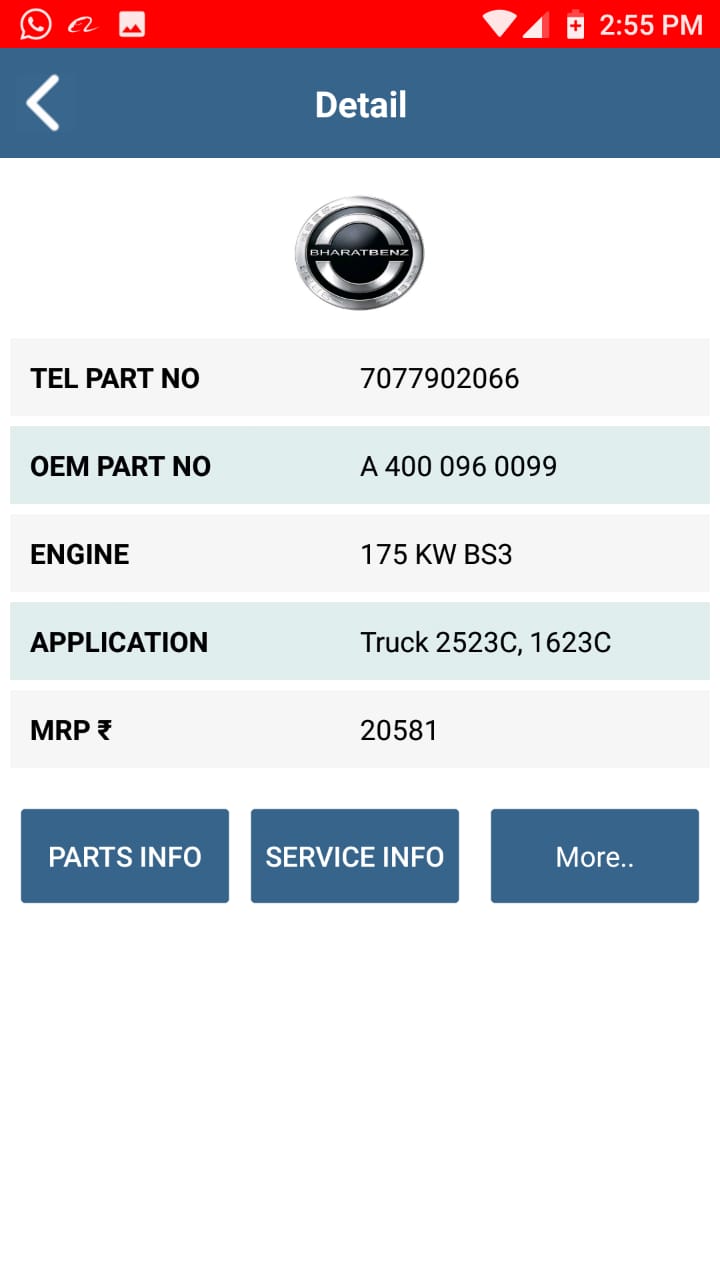 2:55 PM
Detail
BHARATBENZ
TEL PART NO 7077902066
OEM PART NO A 400 096 0099
ENGINE 175 KW BS3
APPLICATION Truck 2523C, 1623C
MRP ₹ 20581
PARTS INFO SERVICE INFO More..